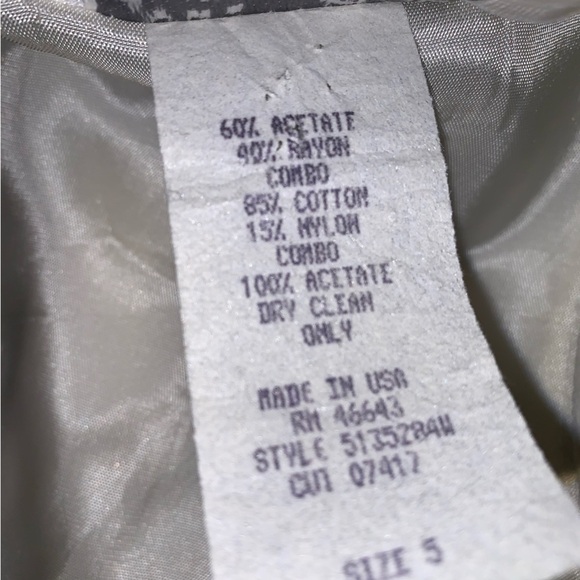 60% ACETATE
40% RAYON
COMBO
85% COTTON
15% NYLON
COMBO
100% ACETATE
DRY CLEAN
ONLY
MADE IN USA
RN 46643
STYLE 5135284W
CUT 07417
SIZE 5